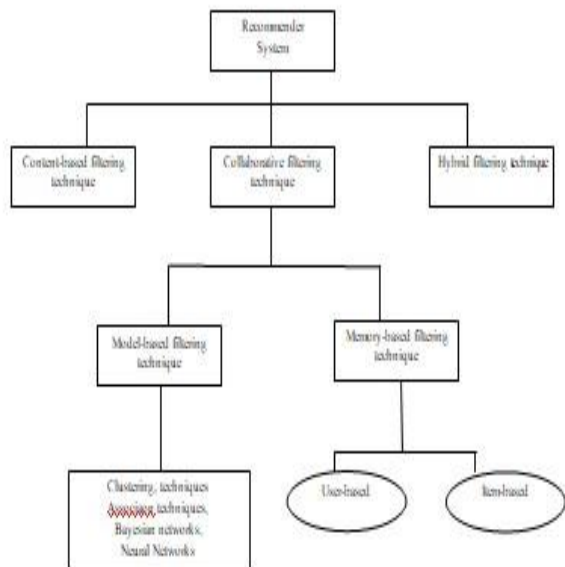 Recommender
System
Content-based filtering
technique
Collaborative filtering
technique
Hybrid filtering technique
Model-based filtering
technique
Memory-based filtering
technique
Clustering, techniques
techniques,
Bayesian networks,
Neural Networks
User-based
Item-based